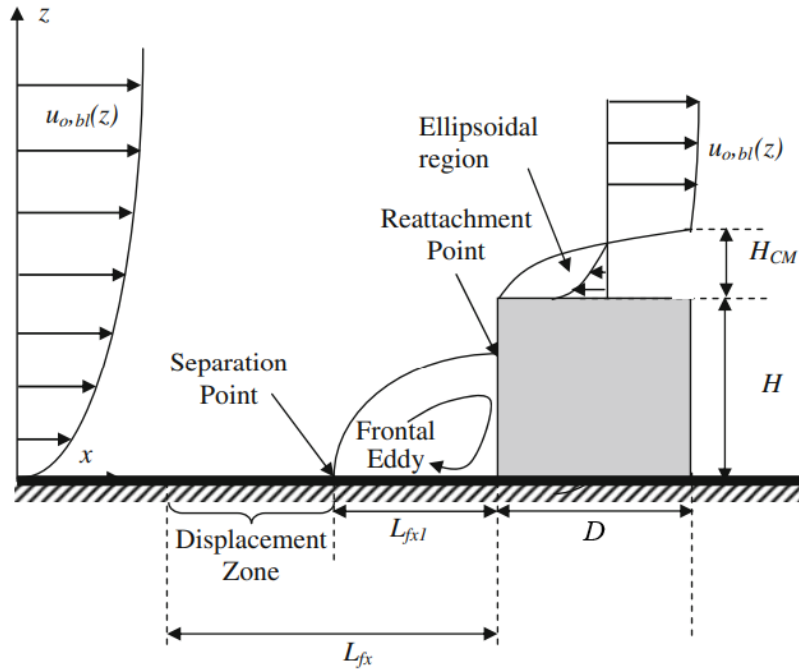 z
u_{o,bl}(z)
Ellipsoidal
region
u_{o,bl}(z)
Reattachment
Point
H_{CM}
Separation
Point
H
Frontal
Eddy
x
Displacement
Zone
L_{fx1}
D
L_{fx}